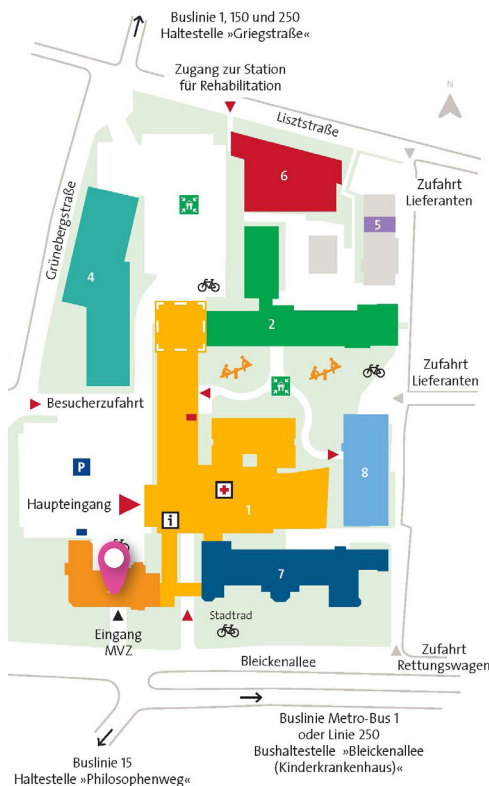 Buslinie 1, 150 und 250
Haltestelle »Griegstraße«
Zugang zur Station
für Rehabilitation
N
Lisztstraße
6
Zufahrt
Lieferanten
Grünebergstraße
5
4
2
Zufahrt
Lieferanten
Besucherzufahrt
P
8
Haupteingang
i
1
7
Stadtrad
Eingang
MVZ
Zufahrt
Rettungswagen
Bleickenallee
Buslinie Metro-Bus 1
oder Linie 250
Bushaltestelle »Bleickenallee
(Kinderkrankenhaus)«
Buslinie 15
Haltestelle »Philosophenweg«